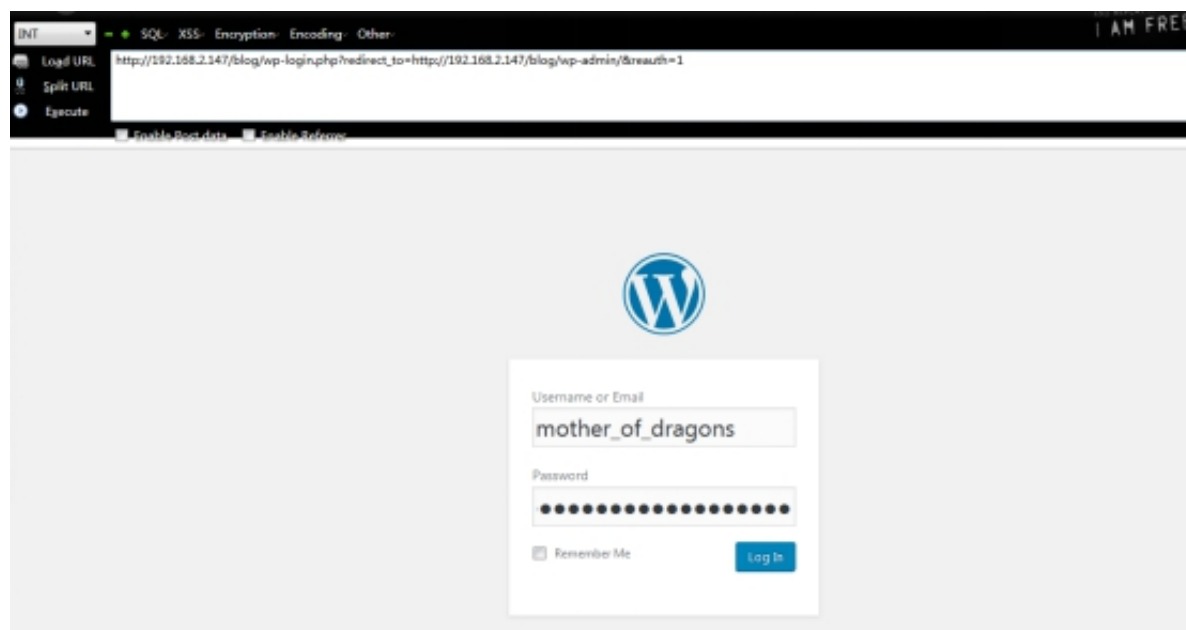 I AM FREE
INT SQL XSS Encryption Encoding Other
Load URL http://192.168.2.147/blog/wp-login.php?redirect_to=http://192.168.2.147/blog/wp-admin/&reauth=1
Split URL
Execute
Enable Post data Enable Referrer
Username or Email
mother_of_dragons
Password
Remember Me Log In